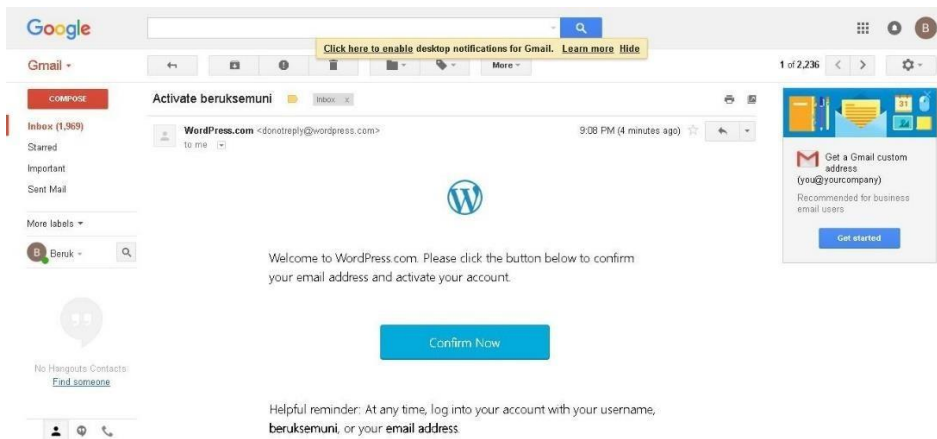 Google
Click here to enable desktop notifications for Gmail. Learn more Hide
Gmail
More
1 of 2,236
COMPOSE
Activate beruksemuni
Inbox x
Inbox (1,969)
Starred
Important
Sent Mail
More labels
B Beruk
WordPress.com <donotreply@wordpress.com>
to me
9:08 PM (4 minutes ago)
Welcome to WordPress.com. Please click the button below to confirm
your email address and activate your account.
Confirm Now
Helpful reminder: At any time, log into your account with your username,
beruksemuni, or your email address.
No Hangouts Contacts
Find someone
B
31
Get a Gmail custom
address
(you@yourcompany)
Recommended for business
email users
Get started